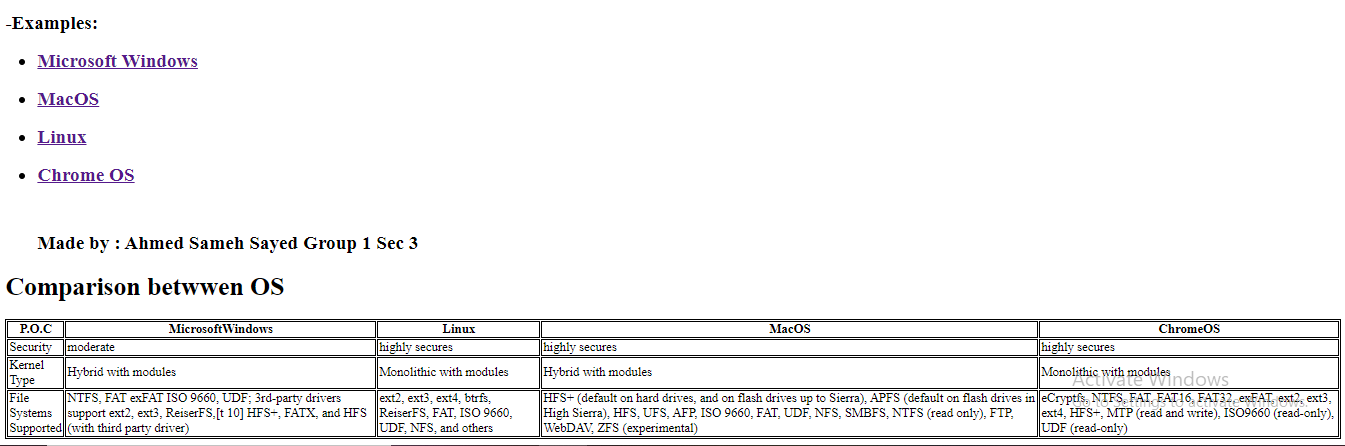 -Examples:
Microsoft Windows
MacOS
Linux
Chrome OS
Made by : Ahmed Sameh Sayed Group 1 Sec 3
Comparison betwwen OS
P.O.C MicrosoftWindows Linux MacOS ChromeOS
Security moderate highly secures highly secures highly secures
Kernel
Type
Hybrid with modules Monolithic with modules Hybrid with modules Monolithic with modules
File
Systems
Supported
NTFS, FAT exFAT ISO 9660, UDF; 3rd-party drivers
support ext2, ext3, ReiserFS,[t 10] HFS+, FATX, and HFS
(with third party driver)
ext2, ext3, ext4, btrfs,
ReiserFS, FAT, ISO 9660,
UDF, NFS, and others
HFS+ (default on hard drives, and on flash drives up to Sierra), APFS (default on flash drives in
High Sierra), HFS, UFS, AFP, ISO 9660, FAT, UDF, NFS, SMBFS, NTFS (read only), FTP,
WebDAV, ZFS (experimental)
eCryptfs, NTFS, FAT, FAT16, FAT32, exFAT, ext2, ext3,
ext4, HFS+, MTP (read and write), ISO9660 (read-only),
UDF (read-only)
Activate Windows
Go to Settings to activate Windows.